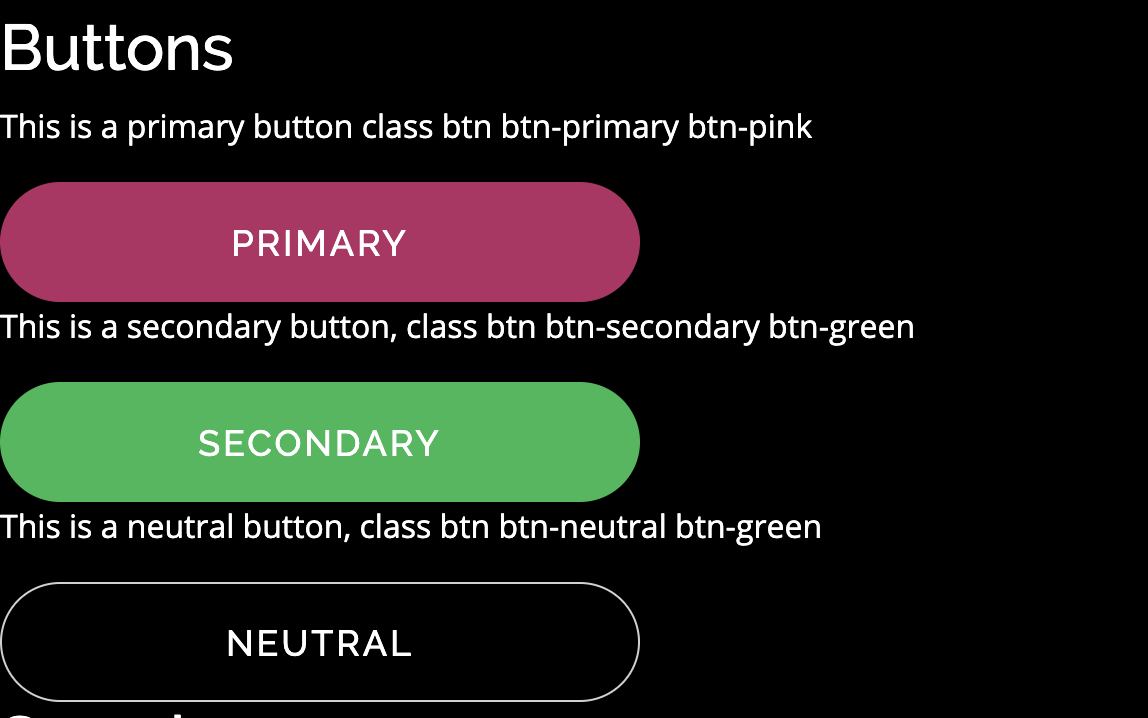 Buttons
This is a primary button class btn btn-primary btn-pink
PRIMARY
This is a secondary button, class btn btn-secondary btn-green
SECONDARY
This is a neutral button, class btn btn-neutral btn-green
NEUTRAL